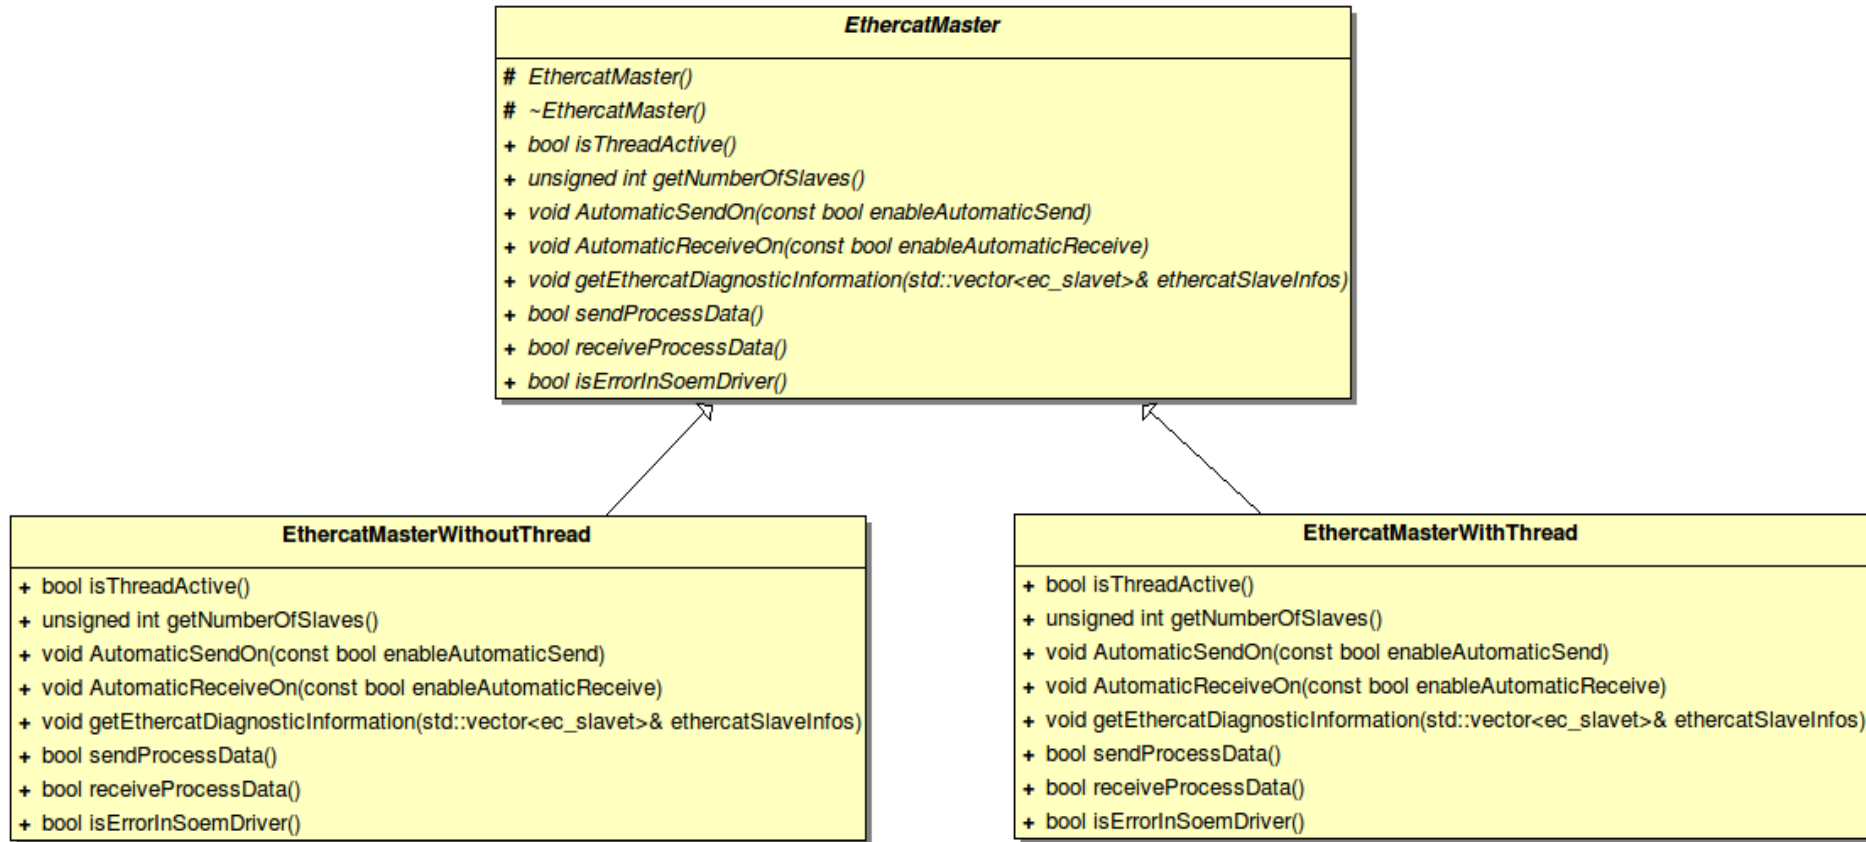 EthercatMaster
# EthercatMaster()
# ~EthercatMaster()
+ bool isThreadActive()
+ unsigned int getNumberOfSlaves()
+ void AutomaticSendOn(const bool enableAutomaticSend)
+ void AutomaticReceiveOn(const bool enableAutomaticReceive)
+ void getEthercatDiagnosticInformation(std::vector<ec_slavet>& ethercatSlaveInfos)
+ bool sendProcessData()
+ bool receiveProcessData()
+ bool isErrorInSoemDriver()
EthercatMasterWithoutThread
+ bool isThreadActive()
+ unsigned int getNumberOfSlaves()
+ void AutomaticSendOn(const bool enableAutomaticSend)
+ void AutomaticReceiveOn(const bool enableAutomaticReceive)
+ void getEthercatDiagnosticInformation(std::vector<ec_slavet>& ethercatSlaveInfos)
+ bool sendProcessData()
+ bool receiveProcessData()
+ bool isErrorInSoemDriver()
EthercatMasterWithThread
+ bool isThreadActive()
+ unsigned int getNumberOfSlaves()
+ void AutomaticSendOn(const bool enableAutomaticSend)
+ void AutomaticReceiveOn(const bool enableAutomaticReceive)
+ void getEthercatDiagnosticInformation(std::vector<ec_slavet>& ethercatSlaveInfos)
+ bool sendProcessData()
+ bool receiveProcessData()
+ bool isErrorInSoemDriver()